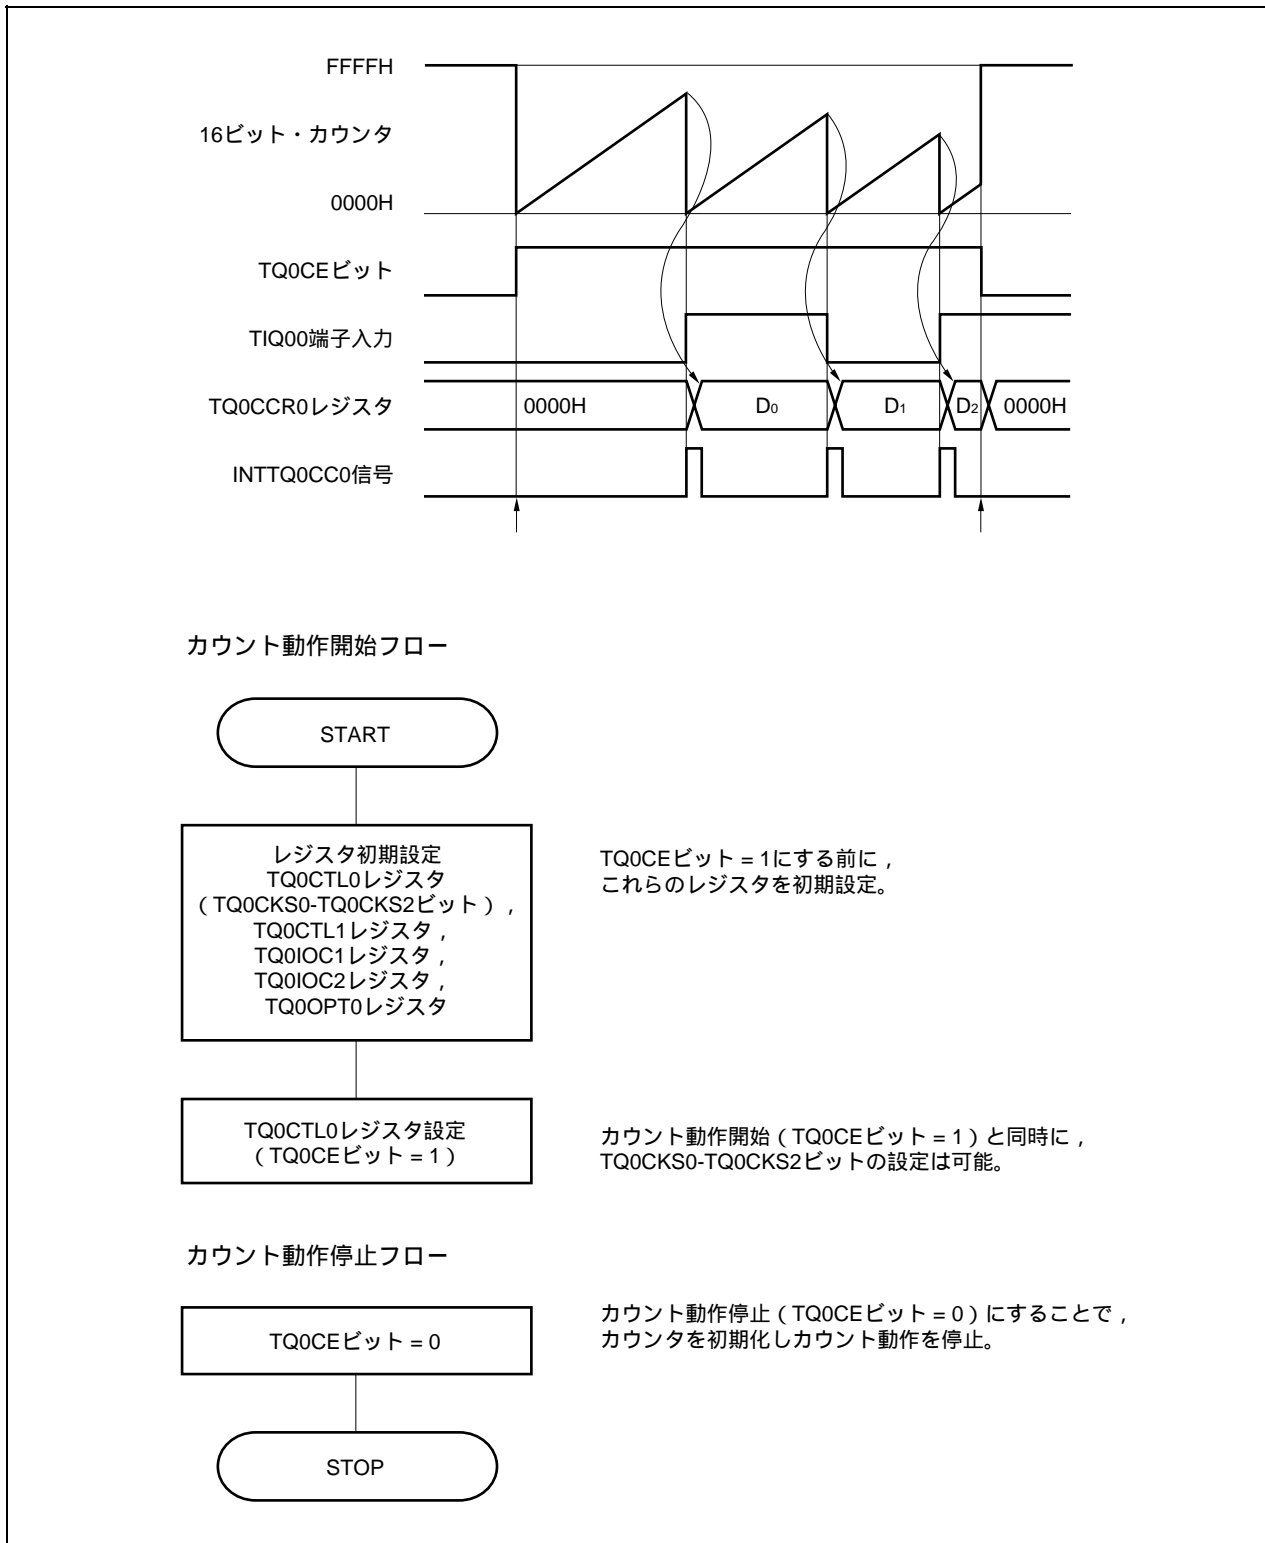 FFFFH
16ビット・カウンタ
0000H
TQ0CEビット
TIQ00端子入力
TQ0CCR0レジスタ
0000H
D0
D1
D2
0000H
INTTQ0CC0信号
カウント動作開始フロー
START
レジスタ初期設定
TQ0CTL0レジスタ
(TQ0CKS0-TQ0CKS2ビット),
TQ0CTL1レジスタ,
TQ0IOC1レジスタ,
TQ0IOC2レジスタ,
TQ0OPT0レジスタ
TQ0CEビット = 1にする前に,
これらのレジスタを初期設定。
TQ0CTL0レジスタ設定
(TQ0CEビット = 1)
カウント動作開始(TQ0CEビット = 1)と同時に,
TQ0CKS0-TQ0CKS2ビットの設定は可能。
カウント動作停止フロー
TQ0CEビット = 0
カウント動作停止(TQ0CEビット = 0)にすることで,
カウンタを初期化しカウント動作を停止。
STOP